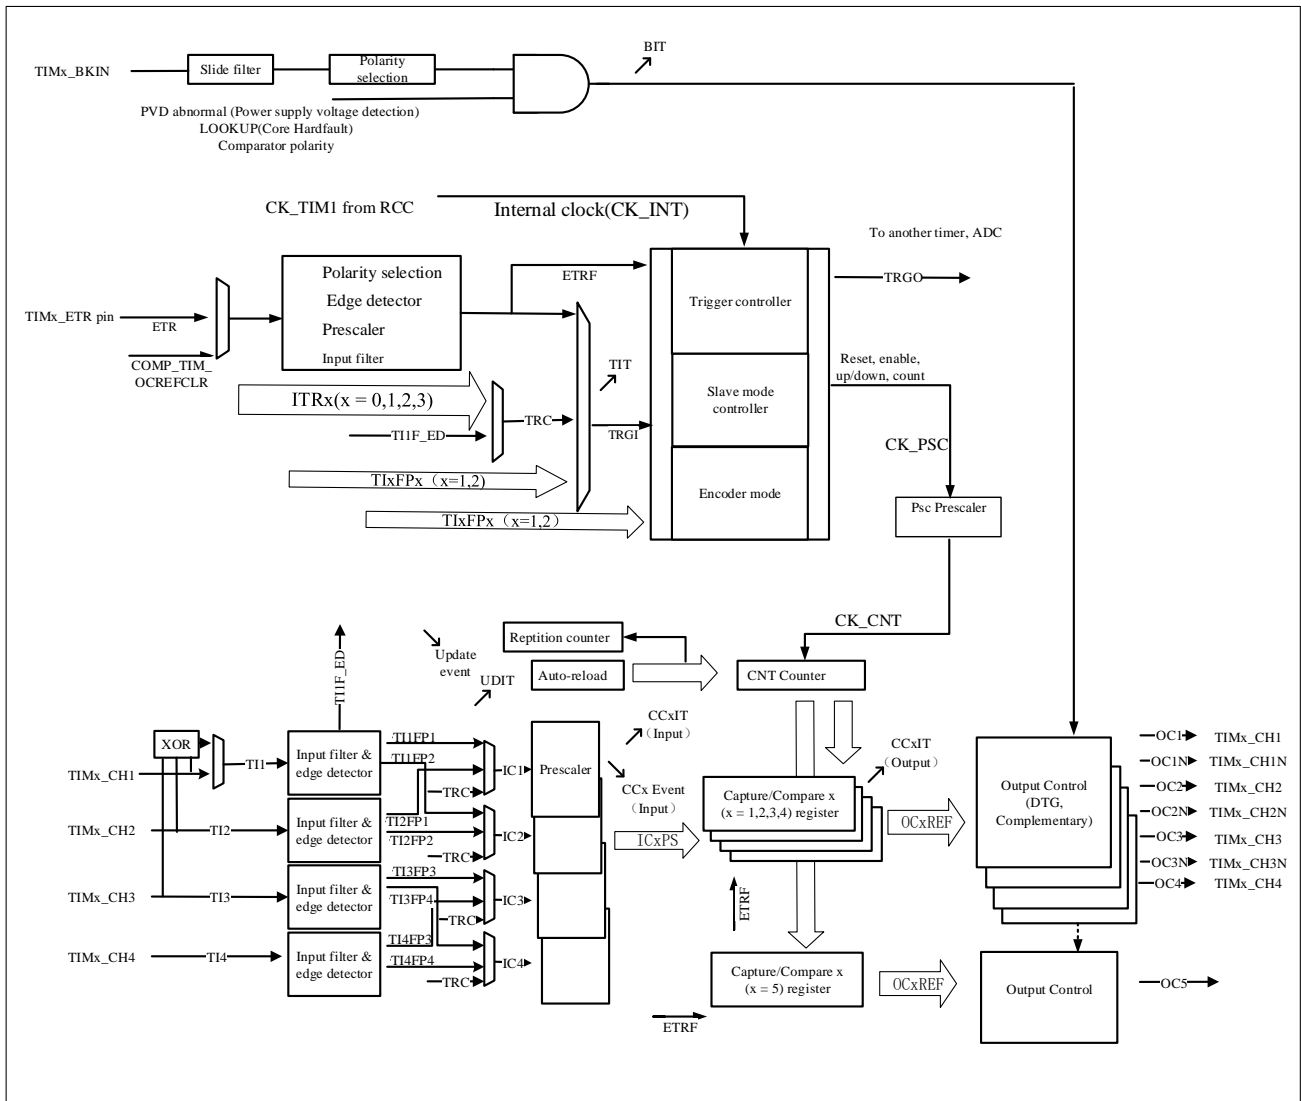 BIT
TIMx_BKIN
Slide filter
Polarity
selection
PVD abnormal (Power supply voltage detection)
LOOKUP(Core Hardfault)
Comparator polarity
CK_TIM1 from RCC
Internal clock(CK_INT)
To another timer, ADC
TRGO
TIMx_ETR pin
ETR
COMP_TIM_
OCREFCLR
Polarity selection
Edge detector
Prescaler
Input filter
ETRF
Trigger controller
Slave mode
controller
Encoder mode
Reset, enable,
up/down, count
TIT
ITRx(x = 0,1,2,3)
TI1F_ED
TRC
TRGI
TIxFPx（x=1,2)
TIxFPx（x=1,2）
CK_PSC
Psc Prescaler
CK_CNT
Reptition counter
Auto-reload
CNT Counter
Update
event
UDIT
TI1F_ED
XOR
TIMx_CH1
TI1
Input filter &
edge detector
TI1FP1
TI1FP2
TRC
IC1
Prescaler
CCxIT
（Input）
CCx Event
（Input）
TIMx_CH2
TI2
Input filter &
edge detector
TI2FP1
TI2FP2
TRC
IC2
ICxPS
Capture/Compare x
(x = 1,2,3,4) register
CCxIT
（Output）
OCxREF
Output Control
(DTG,
Complementary)
OC1
TIMx_CH1
OC1N
TIMx_CH1N
OC2
TIMx_CH2
OC2N
TIMx_CH2N
OC3
TIMx_CH3
OC3N
TIMx_CH3N
OC4
TIMx_CH4
TIMx_CH3
TI3
Input filter &
edge detector
TI3FP3
TI3FP4
TRC
IC3
ETRF
TIMx_CH4
TI4
Input filter &
edge detector
TI4FP3
TI4FP4
TRC
IC4
ETRF
Capture/Compare x
(x = 5) register
OCxREF
Output Control
OC5